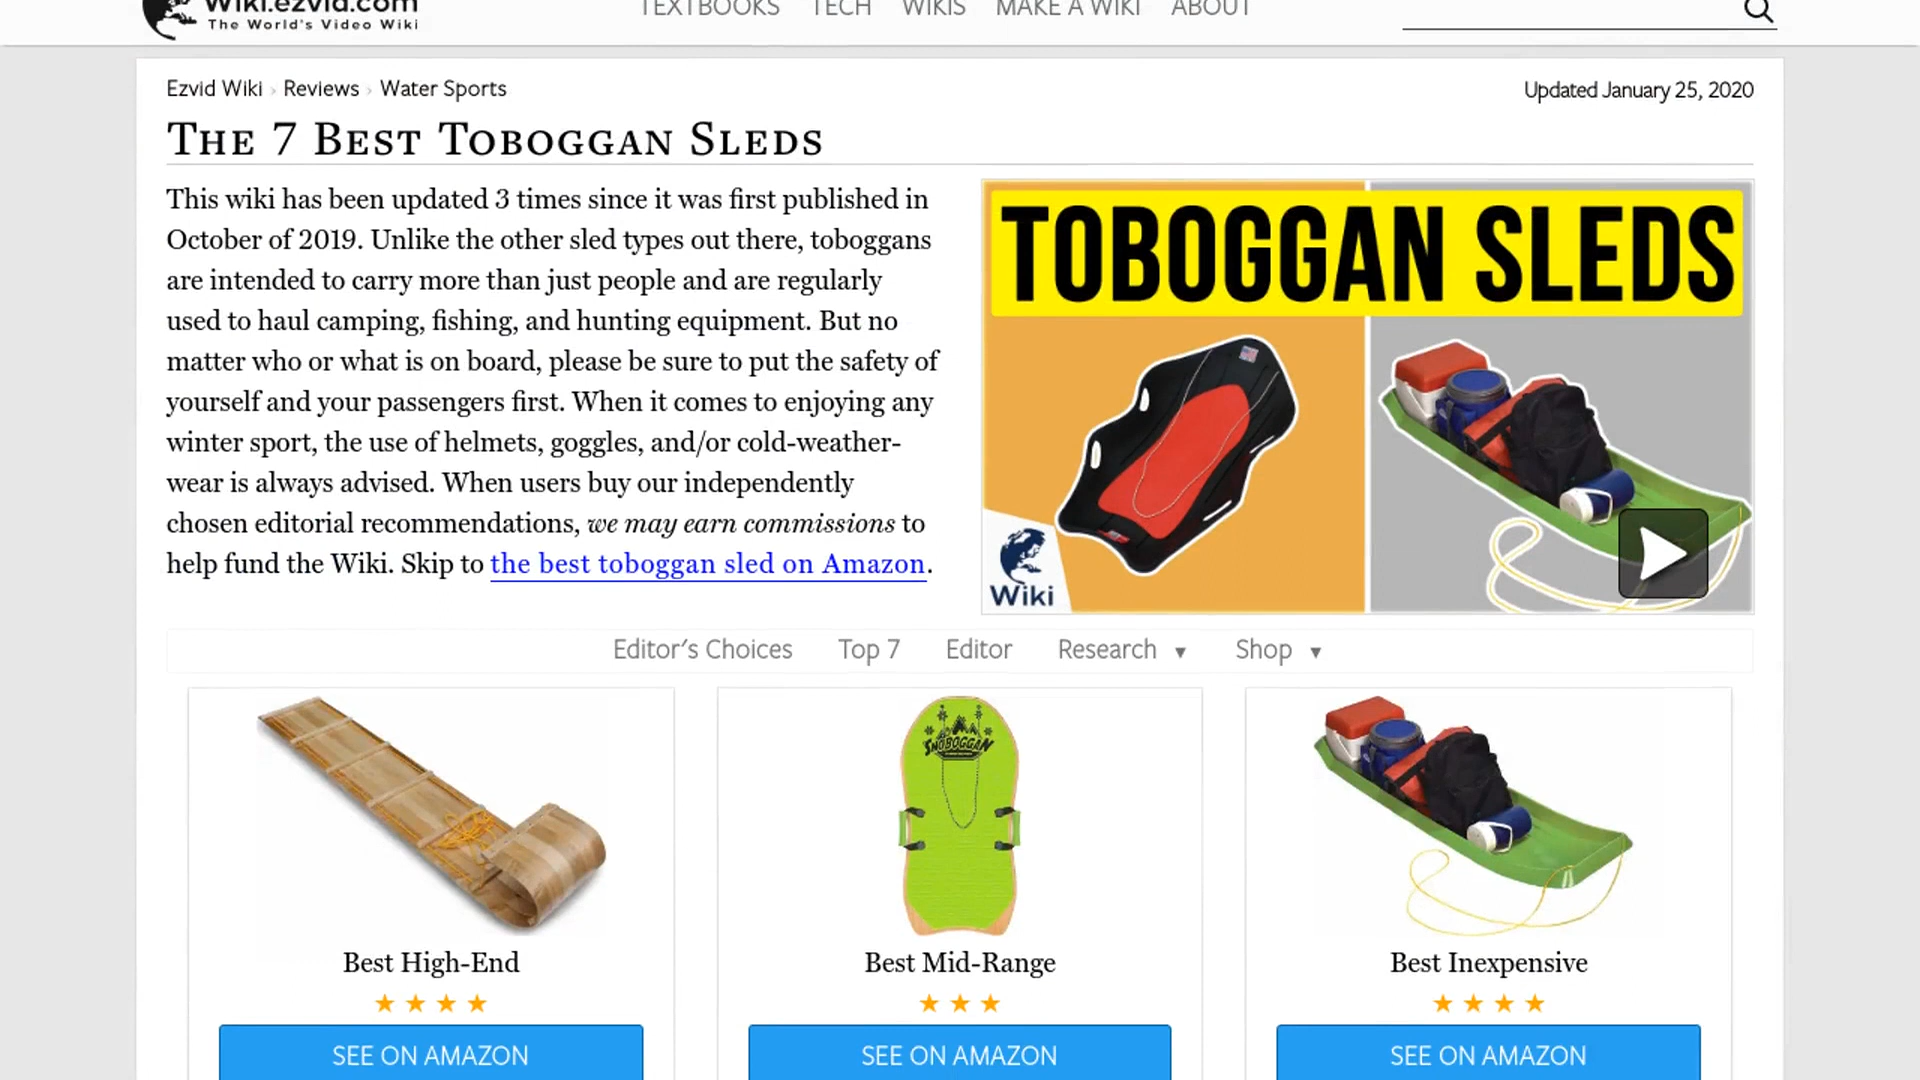 Wiki.ezvid.com
The World's Video Wiki
TEXTBOOKS TECH WIKIS MAKE A WIKI ABOUT
Ezvid Wiki › Reviews › Water Sports
Updated January 25, 2020
The 7 Best Toboggan Sleds
This wiki has been updated 3 times since it was first published in
October of 2019. Unlike the other sled types out there, toboggans
are intended to carry more than just people and are regularly
used to haul camping, fishing, and hunting equipment. But no
matter who or what is on board, please be sure to put the safety of
yourself and your passengers first. When it comes to enjoying any
winter sport, the use of helmets, goggles, and/or cold-weather-
wear is always advised. When users buy our independently
chosen editorial recommendations, we may earn commissions to
help fund the Wiki. Skip to the best toboggan sled on Amazon.
TOBOGGAN SLEDS
Wiki
Editor's Choices Top 7 Editor Research ▼ Shop ▼
SNOBOGGAN
Best High-End
Best Mid-Range
Best Inexpensive
SEE ON AMAZON
SEE ON AMAZON
SEE ON AMAZON